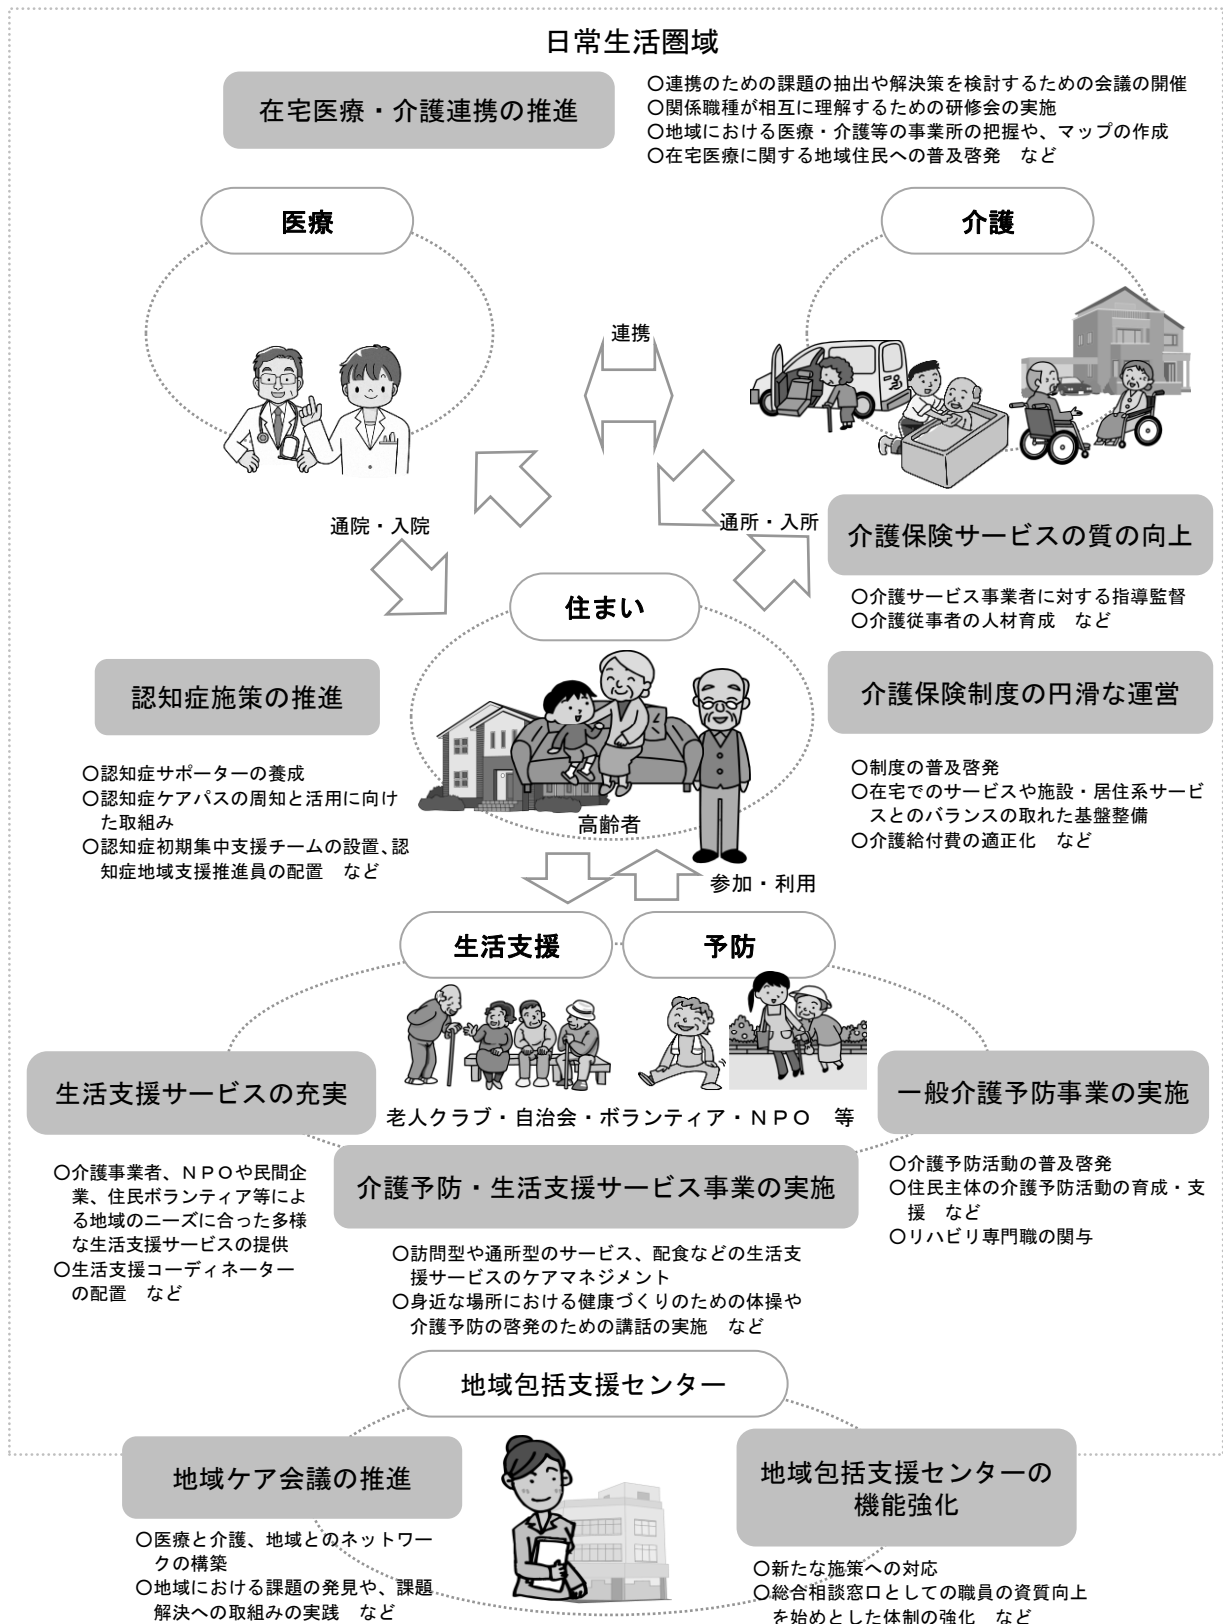 日常生活圏域
在宅医療・介護連携の推進
〇連携のための課題の抽出や解決策を検討するための会議の開催
〇関係職種が相互に理解するための研修会の実施
〇地域における医療・介護等の事業所の把握や、マップの作成
〇在宅医療に関する地域住民への普及啓発　など
医療
介護
連携
通院・入院
通所・入所
介護保険サービスの質の向上
〇介護サービス事業者に対する指導監督
〇介護従事者の人材育成　など
住まい
認知症施策の推進
〇認知症サポーターの養成
〇認知症ケアパスの周知と活用に向け
た取組み
〇認知症初期集中支援チームの設置、認
知症地域支援推進員の配置　など
介護保険制度の円滑な運営
〇制度の普及啓発
〇在宅でのサービスや施設・居住系サービ
スとのバランスの取れた基盤整備
〇介護給付費の適正化　など
高齢者
参加・利用
生活支援
予防
生活支援サービスの充実
老人クラブ・自治会・ボランティア・ＮＰＯ　等
一般介護予防事業の実施
〇介護事業者、ＮＰＯや民間企
業、住民ボランティア等によ
る地域のニーズに合った多様
な生活支援サービスの提供
〇生活支援コーディネーター
の配置　など
介護予防・生活支援サービス事業の実施
〇訪問型や通所型のサービス、配食などの生活支
援サービスのケアマネジメント
〇身近な場所における健康づくりのための体操や
介護予防の啓発のための講話の実施　など
〇介護予防活動の普及啓発
〇住民主体の介護予防活動の育成・支
援　など
〇リハビリ専門職の関与
地域包括支援センター
地域ケア会議の推進
〇医療と介護、地域とのネットワー
クの構築
〇地域における課題の発見や、課題
解決への取組みの実践　など
地域包括支援センターの
機能強化
〇新たな施策への対応
〇総合相談窓口としての職員の資質向上
を始めとした体制の強化　など